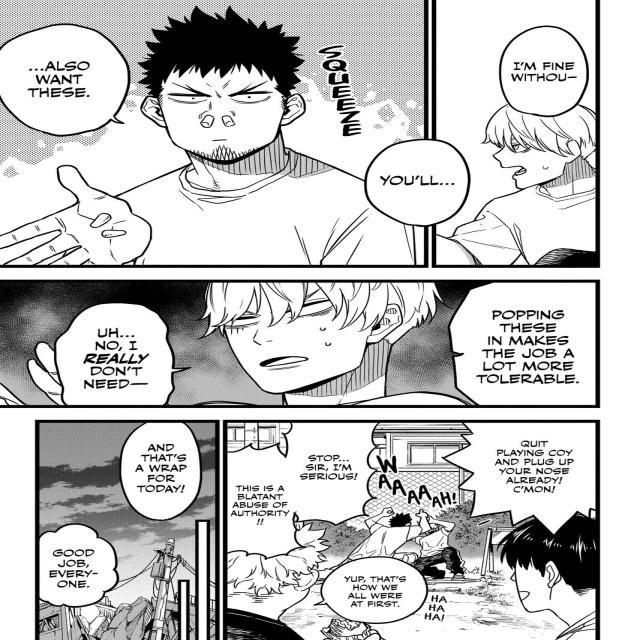 I'M FINE
WITHOU–
YOU'LL...
...ALSO
WANT
THESE.
SQUEEZE
POPPING
THESE
IN MAKES
THE JOB A
LOT MORE
TOLERABLE.
UH...
NO, I
REALLY
DON'T
NEED—
QUIT
PLAYING COY
AND PLUG UP
YOUR NOSE
ALREADY!
C'MON!
WAAAAAH!
STOP...
SIR, I'M
SERIOUS!
THIS IS A
BLATANT
ABUSE OF
AUTHORITY
!!
YUP, THAT'S
HOW WE
ALL WERE
AT FIRST.
HA
HA
HA!
AND
THAT'S
A WRAP
FOR
TODAY!
GOOD
JOB,
EVERY-
ONE.